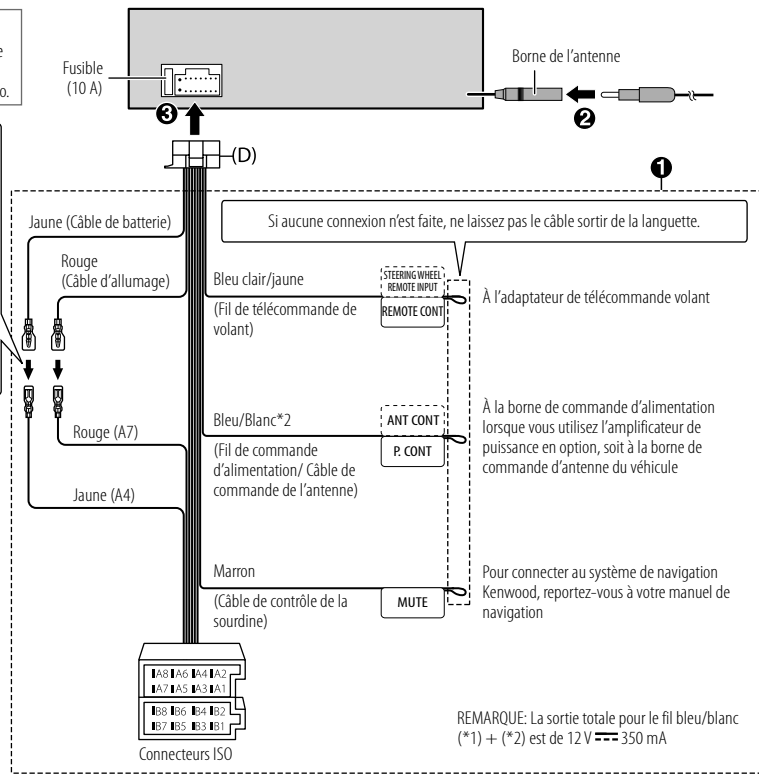 e
o.
Fusible
(10 A)
Borne de l'antenne
❸
❷
(D)
❶
Si aucune connexion n'est faite, ne laissez pas le câble sortir de la languette.
Jaune (Câble de batterie)
Rouge
(Câble d'allumage)
Bleu clair/jaune
(Fil de télécommande de
volant)
STEERING WHEEL
REMOTE INPUT
REMOTE CONT
À l'adaptateur de télécommande volant
Rouge (A7)
Jaune (A4)
Bleu/Blanc*2
(Fil de commande
d'alimentation/ Câble de
commande de l'antenne)
ANT CONT
P. CONT
À la borne de commande d'alimentation
lorsque vous utilisez l'amplificateur de
puissance en option, soit à la borne de
commande d'antenne du véhicule
Marron
(Câble de contrôle de la
sourdine)
MUTE
Pour connecter au système de navigation
Kenwood, reportez-vous à votre manuel de
navigation
A8 A6 A4 A2
A7 A5 A3 A1
B8 B6 B4 B2
B7 B5 B3 B1
Connecteurs ISO
REMARQUE: La sortie totale pour le fil bleu/blanc
(*1) + (*2) est de 12 V ⎓ 350 mA